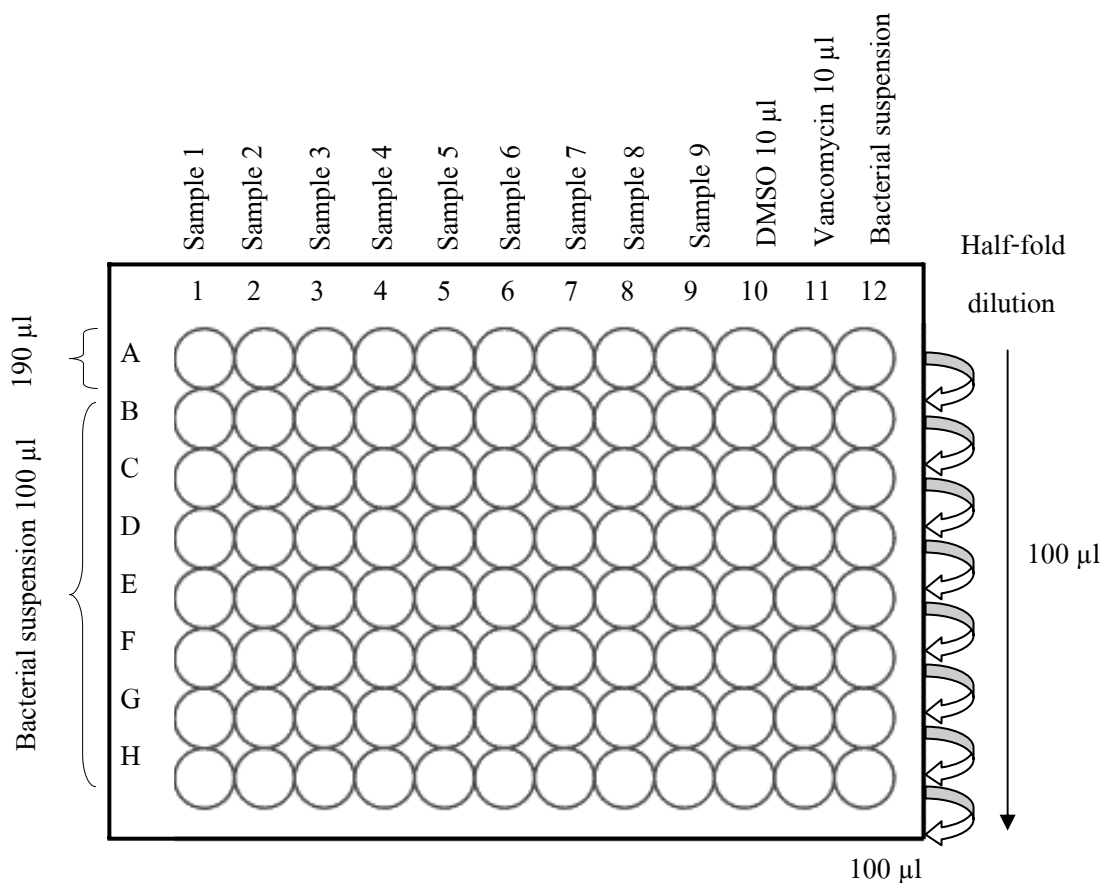 Sample 1
Sample 2
Sample 3
Sample 4
Sample 5
Sample 6
Sample 7
Sample 8
Sample 9
DMSO 10 µl
Vancomycin 10 µl
Bacterial suspension
Half-fold
dilution
1 2 3 4 5 6 7 8 9 10 11 12
190 µl
A
B
C
D
E
F
G
H
Bacterial suspension 100 µl
100 µl
100 µl